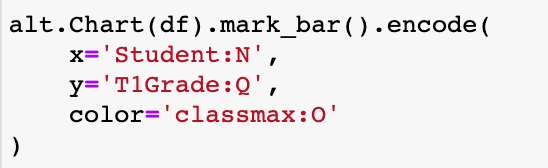 alt.Chart(df).mark_bar().encode(
    x='Student:N',
    y='T1Grade:Q',
    color='classmax:O'
)